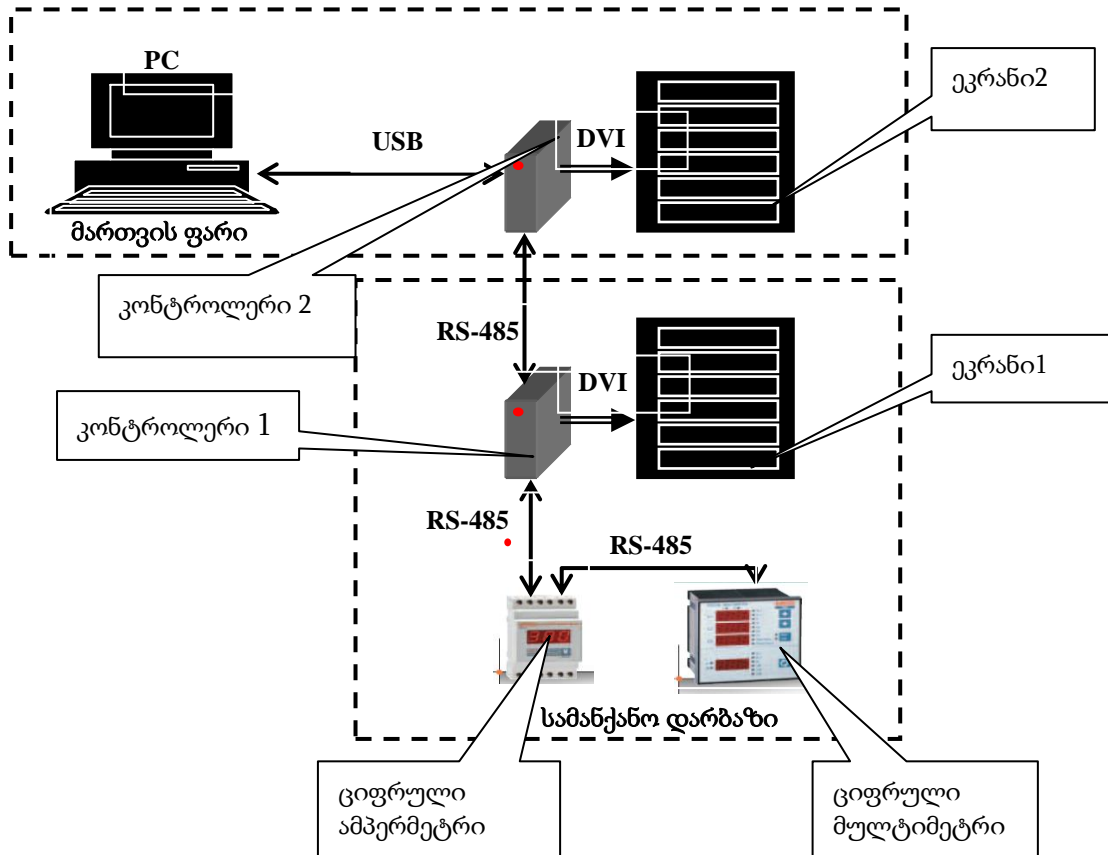 PC
USB
DVI
ეკრანი2
მართვის ფარი
კონტროლერი 2
RS-485
DVI
ეკრანი1
კონტროლერი 1
RS-485
RS-485
სამანქანო დარბაზი
ციფრული
ამპერმეტრი
ციფრული
მულტიმეტრი